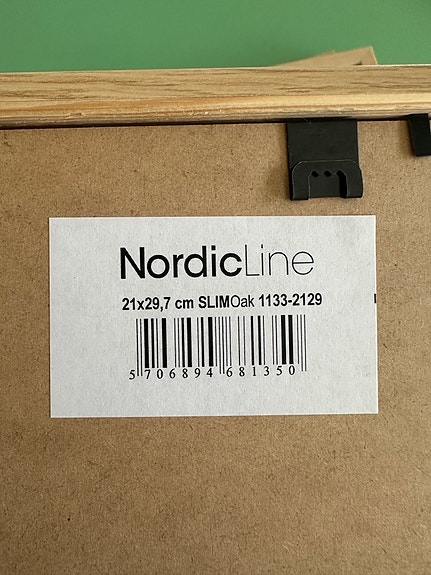 NordicLine
21x29,7 cm SLIMOak 1133-2129
5 706894 681350